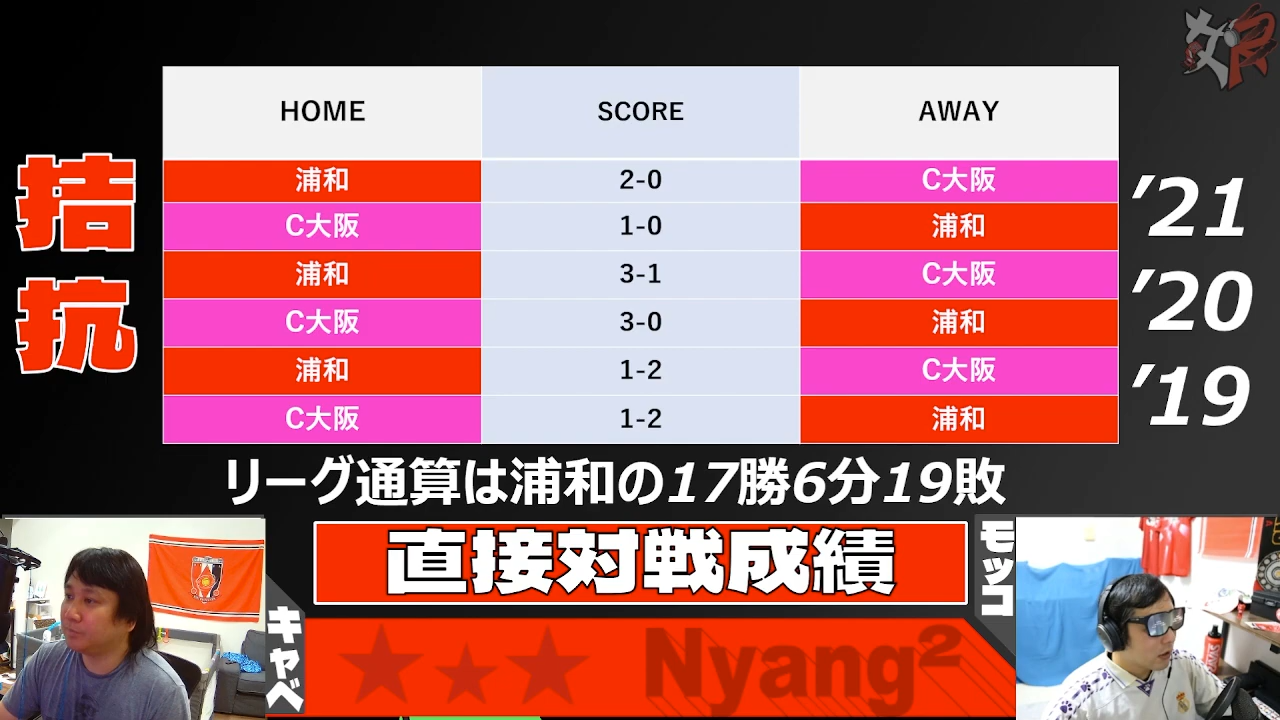 HOME SCORE AWAY
浦和 2-0 C大阪
C大阪 1-0 浦和
浦和 3-1 C大阪
C大阪 3-0 浦和
浦和 1-2 C大阪
C大阪 1-2 浦和
拮抗
'21
'20
'19
リーグ通算は浦和の17勝6分19敗
直接対戦成績
キャベ
モッコ
★★★ Nyang²